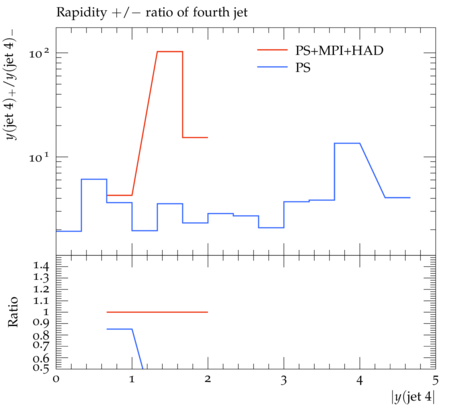 Rapidity +/− ratio of fourth jet
y(jet 4)₊/y(jet 4)₋
10²
10¹
PS+MPI+HAD
PS
Ratio
1.4
1.3
1.2
1.1
1
0.9
0.8
0.7
0.6
0.5
0 1 2 3 4 5
|y(jet 4|